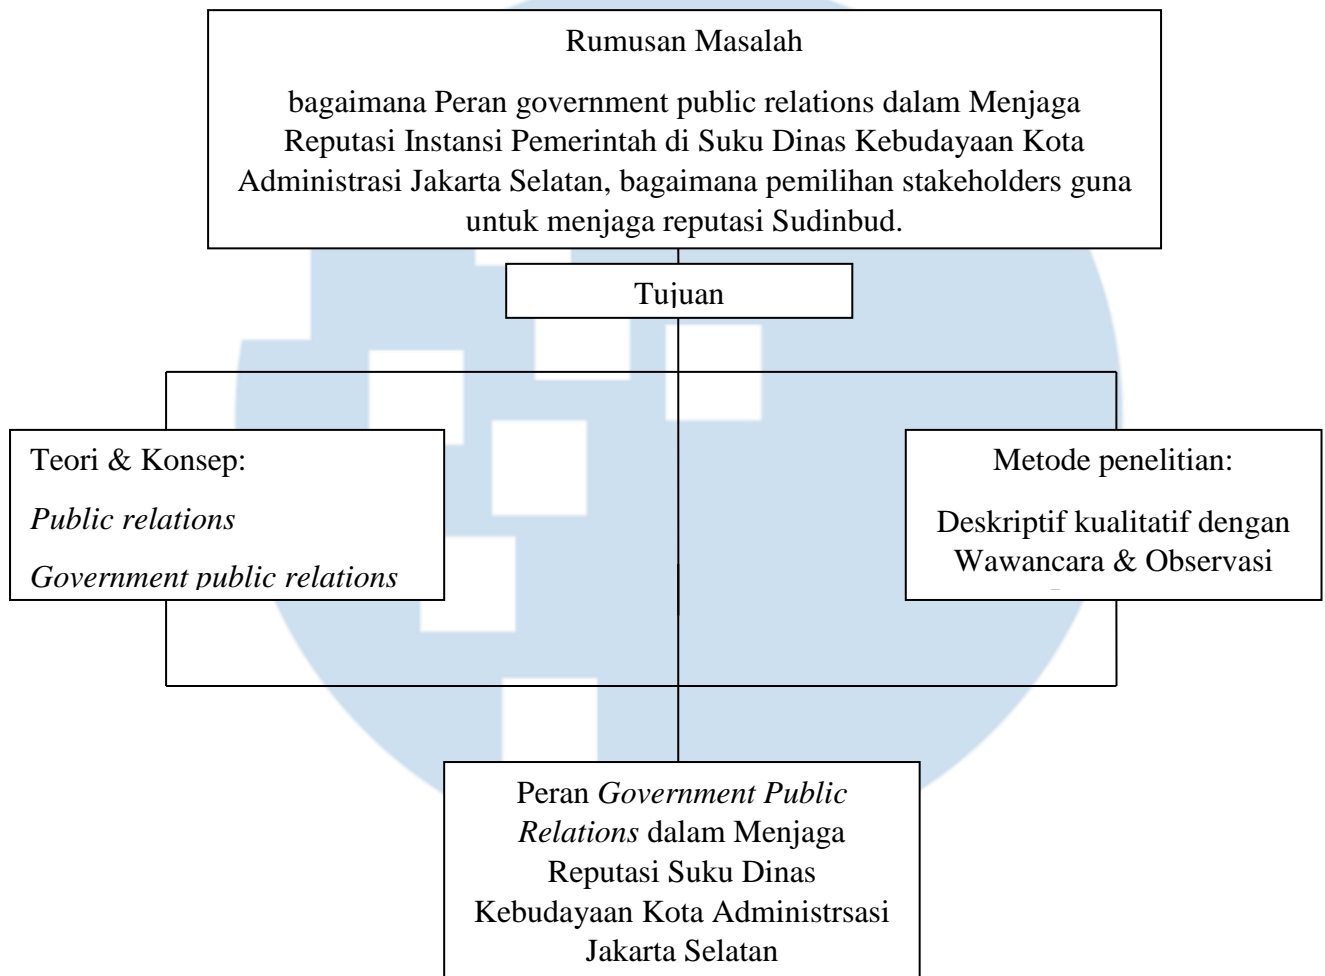 Rumusan Masalah
bagaimana Peran government public relations dalam Menjaga
Reputasi Instansi Pemerintah di Suku Dinas Kebudayaan Kota
Administrasi Jakarta Selatan, bagaimana pemilihan stakeholders guna
untuk menjaga reputasi Sudinbud.
Tujuan
Teori & Konsep:
Public relations
Government public relations
Metode penelitian:
Deskriptif kualitatif dengan
Wawancara & Observasi
Peran Government Public
Relations dalam Menjaga
Reputasi Suku Dinas
Kebudayaan Kota Administrsasi
Jakarta Selatan